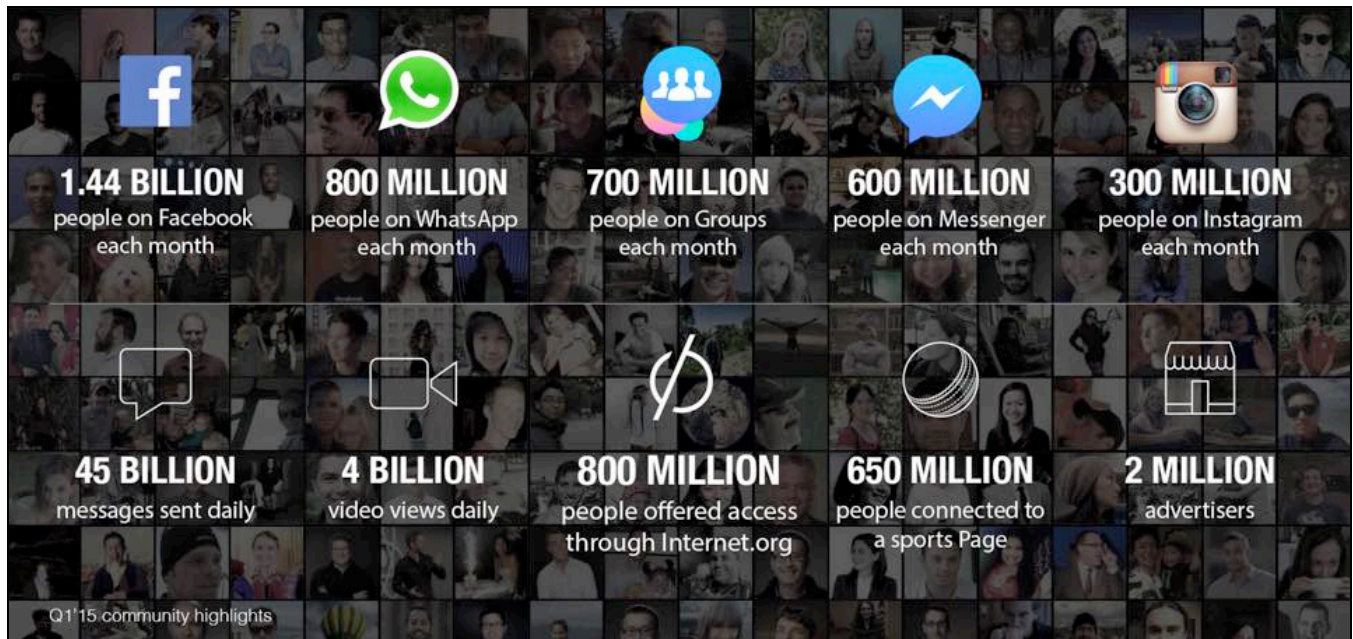 1.44 BILLION
people on Facebook
each month
800 MILLION
people on WhatsApp
each month
700 MILLION
people on Groups
each month
600 MILLION
people on Messenger
each month
300 MILLION
people on Instagram
each month
45 BILLION
messages sent daily
4 BILLION
video views daily
800 MILLION
people offered access
through Internet.org
650 MILLION
people connected to
a sports Page
2 MILLION
advertisers
Q1'15 community highlights